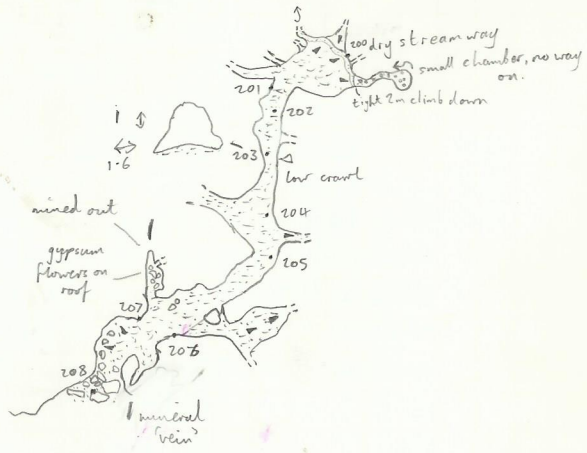 200 dry stream way
small chamber, no way
on.
tight 2m climb down
201
202
1
1.6
203
low crawl
mined out
204
gypsum
flowers on
roof
205
207
206
208
mineral
'vein'